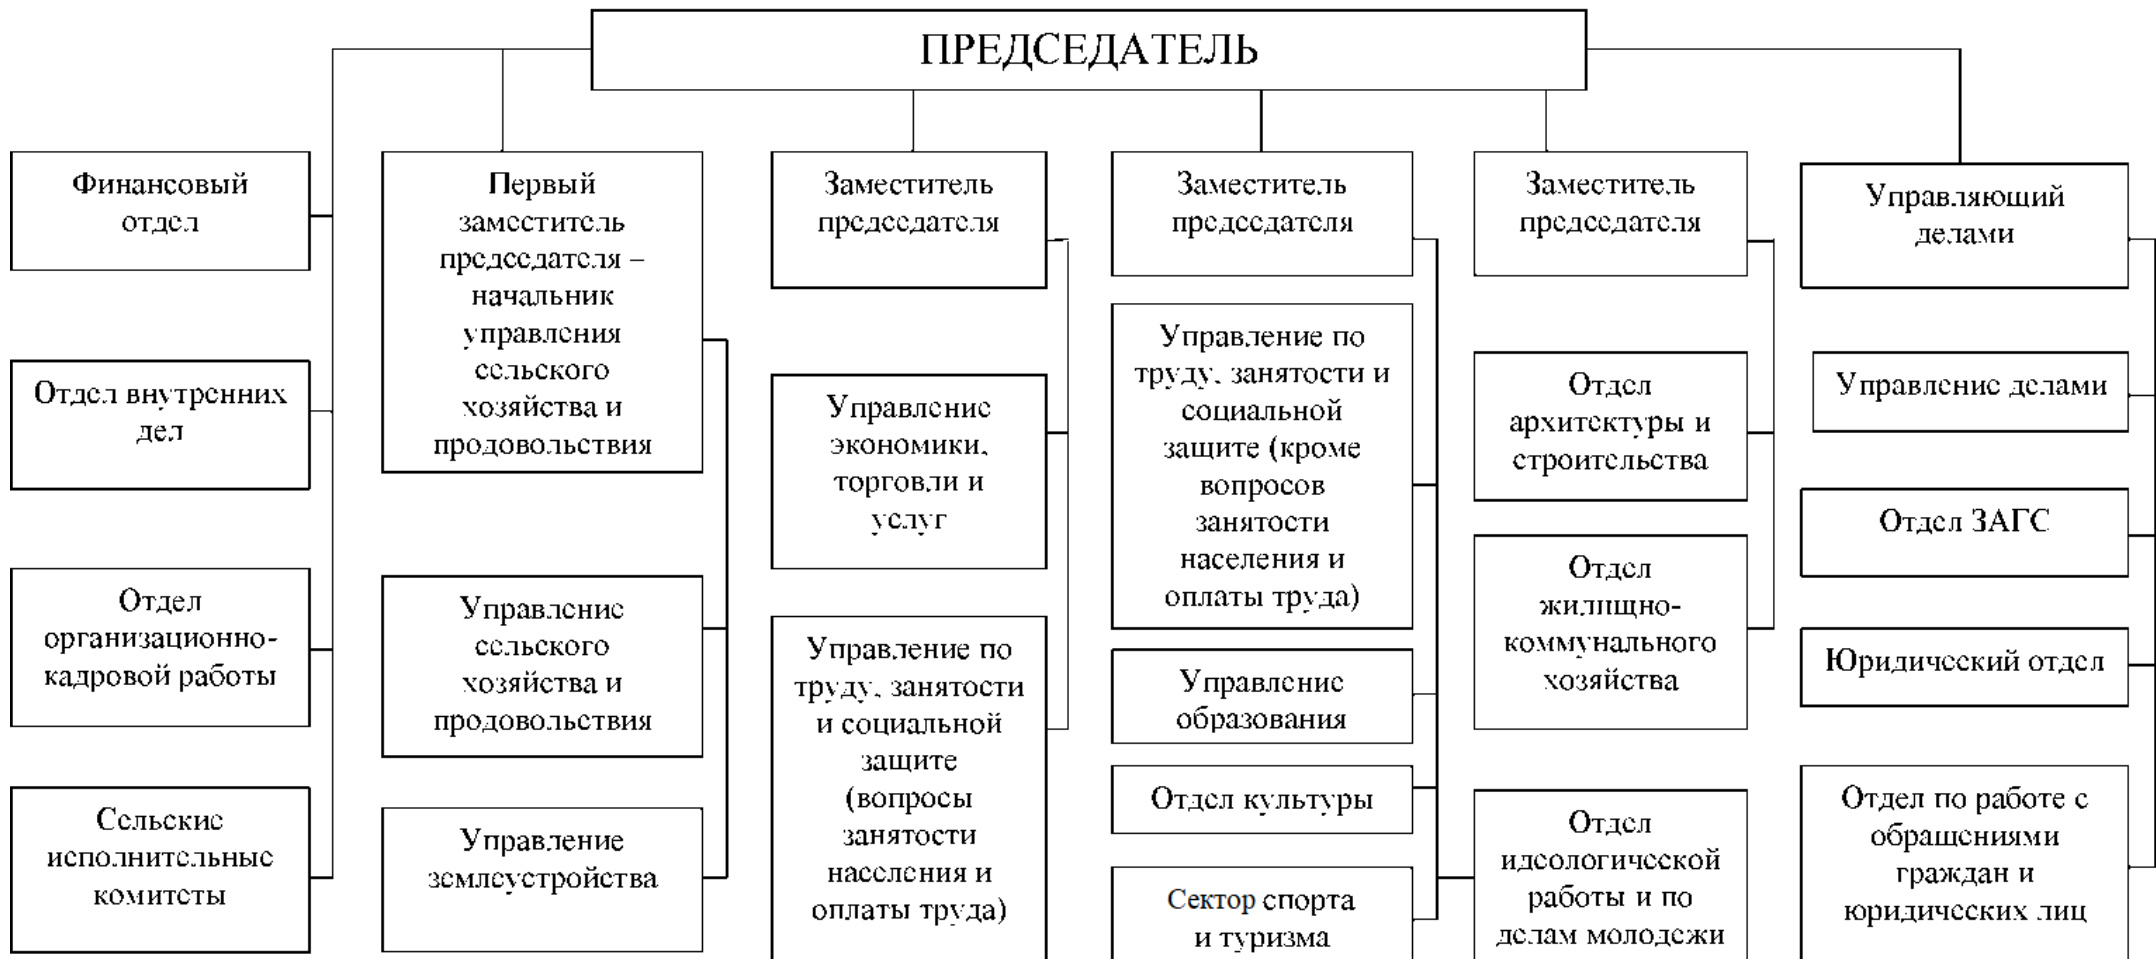 ПРЕДСЕДАТЕЛЬ
Финансовый
отдел
Отдел внутренних
дел
Отдел
организационно-
кадровой работы
Сельские
исполнительные
комитеты
Первый
заместитель
председателя –
начальник
управления
сельского
хозяйства и
продовольствия
Управление
сельского
хозяйства и
продовольствия
Управление
землеустройства
Заместитель
председателя
Управление
экономики,
торговли и
услуг
Управление по
труду, занятости
и социальной
защите
(вопросы
занятости
населения и
оплаты труда)
Заместитель
председателя
Управление по
труду, занятости и
социальной
защите (кроме
вопросов
занятости
населения и
оплаты труда)
Управление
образования
Отдел культуры
Сектор спорта
и туризма
Заместитель
председателя
Отдел
архитектуры и
строительства
Отдел
жилищно-
коммунального
хозяйства
Отдел
идеологической
работы и по
делам молодежи
Управляющий
делами
Управление делами
Отдел ЗАГС
Юридический отдел
Отдел по работе с
обращениями
граждан и
юридических лиц